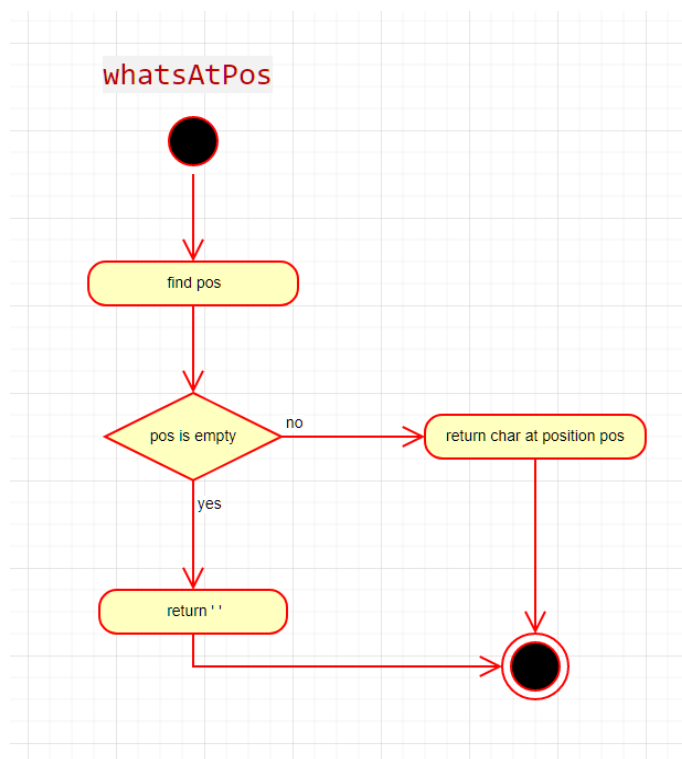 whatsAtPos
find pos
pos is empty
no
return char at position pos
yes
return ' '